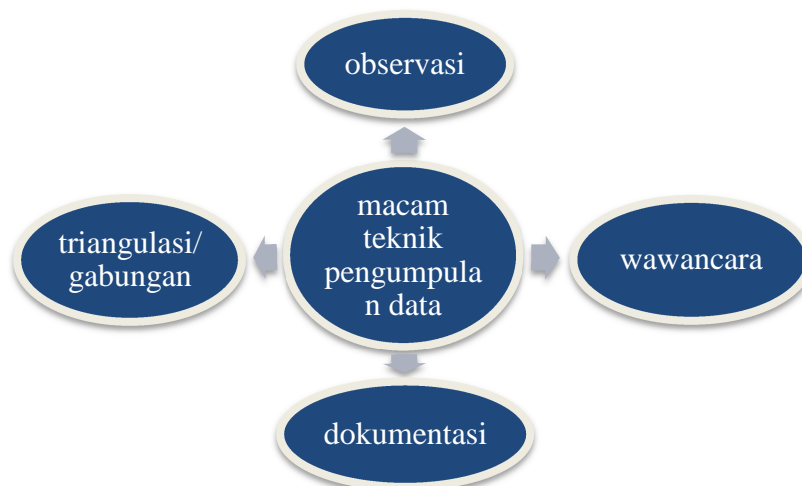 observasi
triangulasi/
gabungan
macam
teknik
pengumpula
n data
wawancara
dokumentasi